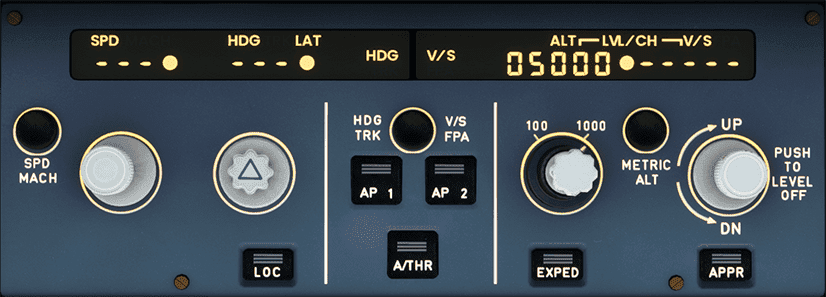 SPD HDG LAT HDG V/S ALT LVL/CH V/S
--- --- 05000 -----
SPD
MACH
HDG
TRK
V/S
FPA
AP 1
AP 2
A/THR
LOC
100
1000
METRIC
ALT
UP
DN
PUSH
TO
LEVEL
OFF
EXPED
APPR